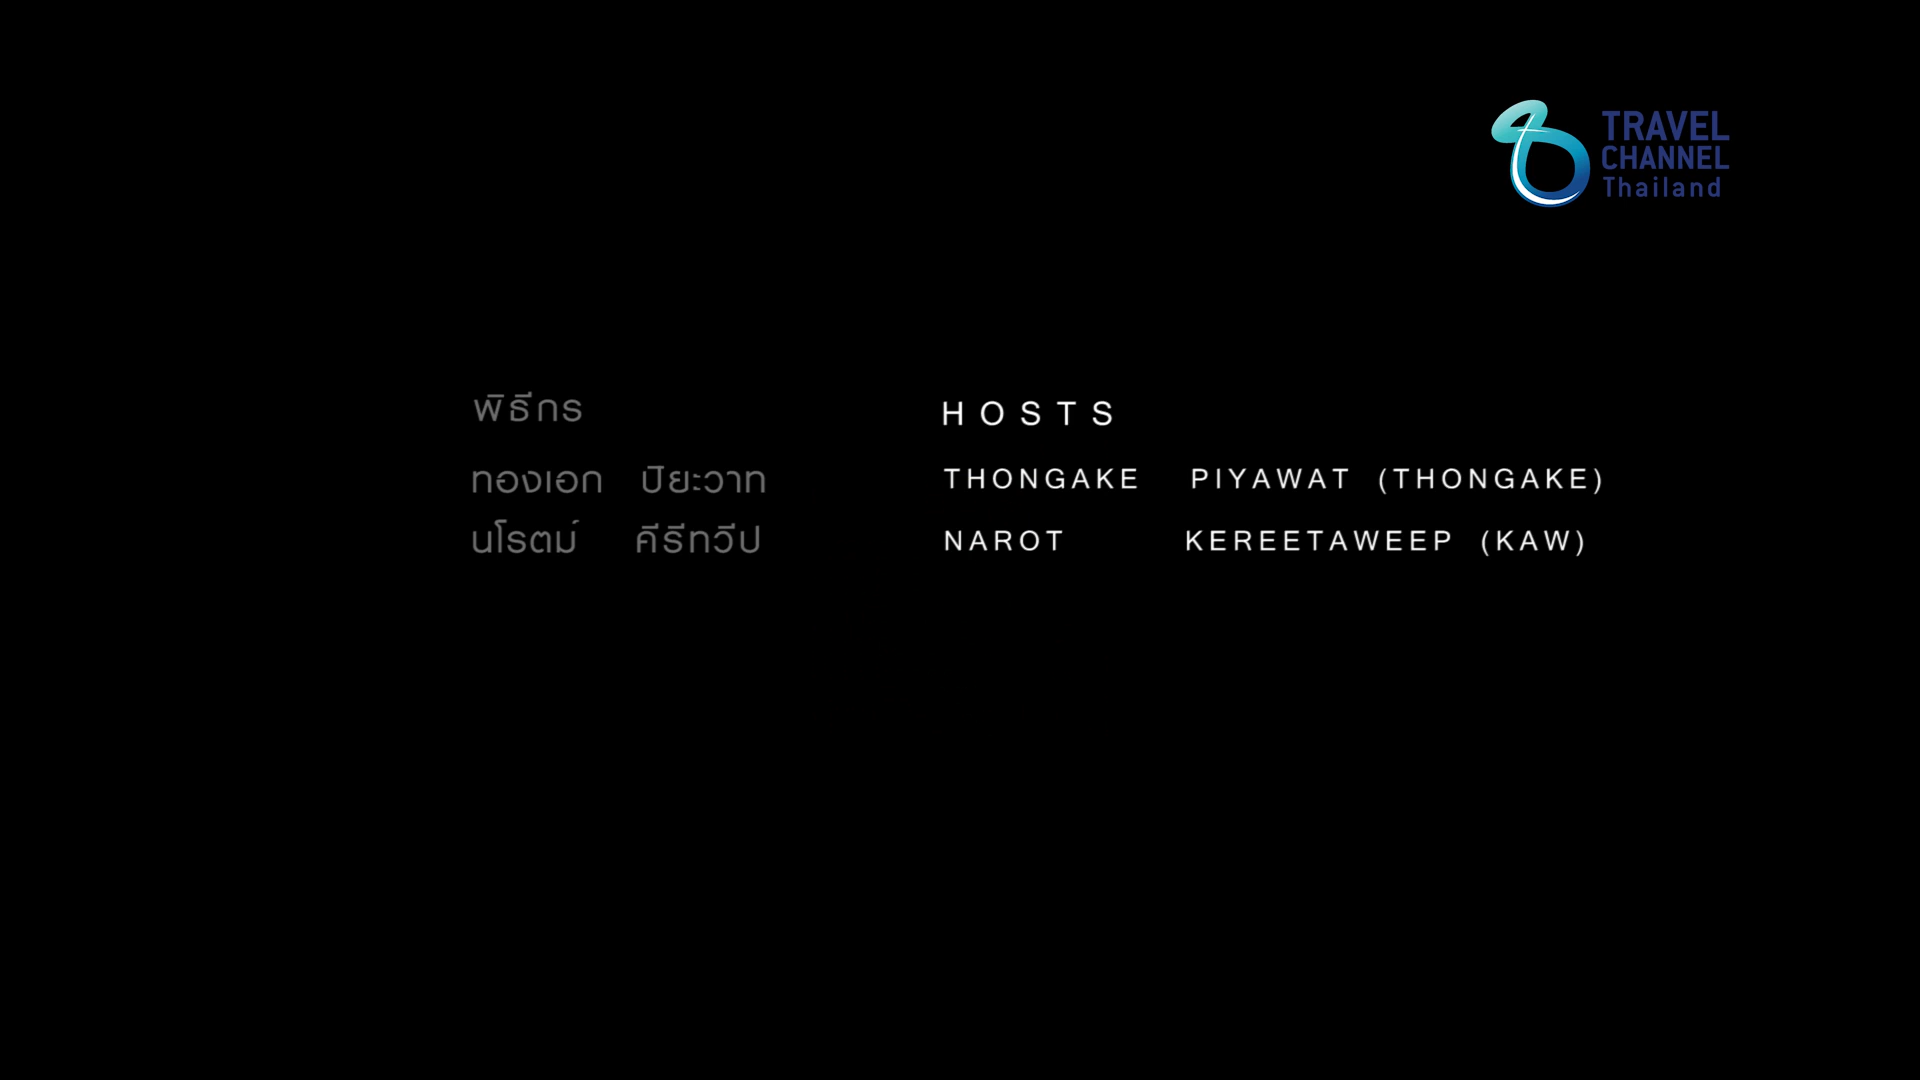 TRAVEL
CHANNEL
Thailand
พิธีกร
ทองเอก ปิยะวาท
นโรตม์ คีรีทวีป
HOSTS
THONGAKE PIYAWAT (THONGAKE)
NAROT KEREETAWEEP (KAW)